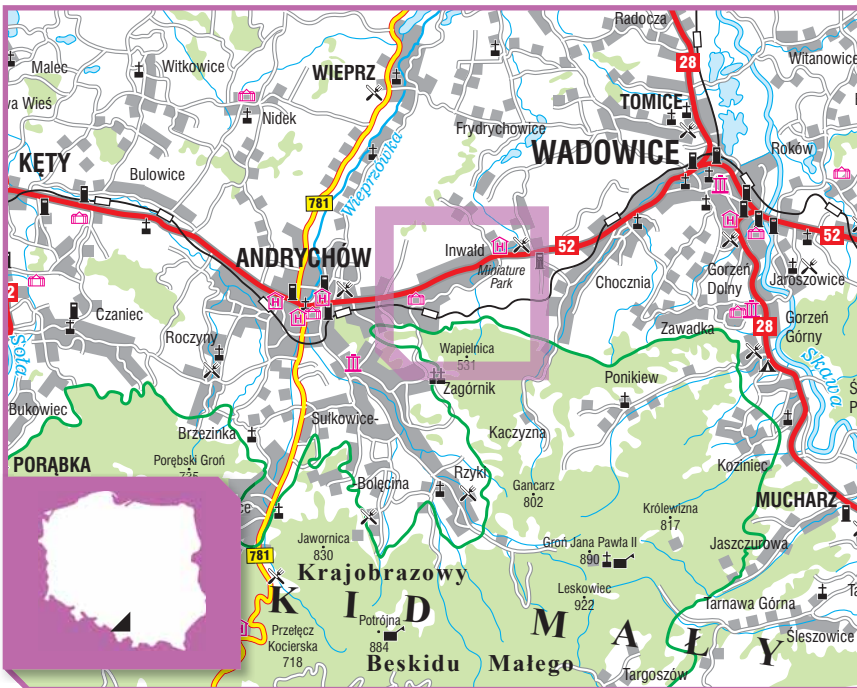 Radocza
Malec
Witkowice
WIEPRZ
28
Witanowice
TOMICE
Nidek
Frydrychowice
WADOWICE
Roków
KĘTY
Bulowice
Wieprzówka
781
ANDRYCHÓW
Inwałd
52
52
Miniature
Park
Chocznia
Gorzeń
Dolny
Jaroszowice
2
Czaniec
Soła
Roczyny
Zawadka
28
Gorzeń
Górny
Wapielnica
531
Skawa
Ponikiew
Zagórnik
Bukowiec
Sułkowice-
Brzezinka
Kaczyna
PORĄBKA
Porębski Groń
735
Rzyki
Koziniec
Bolęcina
Gancarz
802
MUCHARZ
Królewizna
817
Jawornica
830
Groń Jana Pawła II
890
Jaszczurowa
781
Krajobrazowy
Leskowiec
922
K I D M A Ł Y
Tarnawa Górna
Potrójna
884
Przełęcz
Kocierska
718
Śleszowice
Beskidu Małego
Targoszów